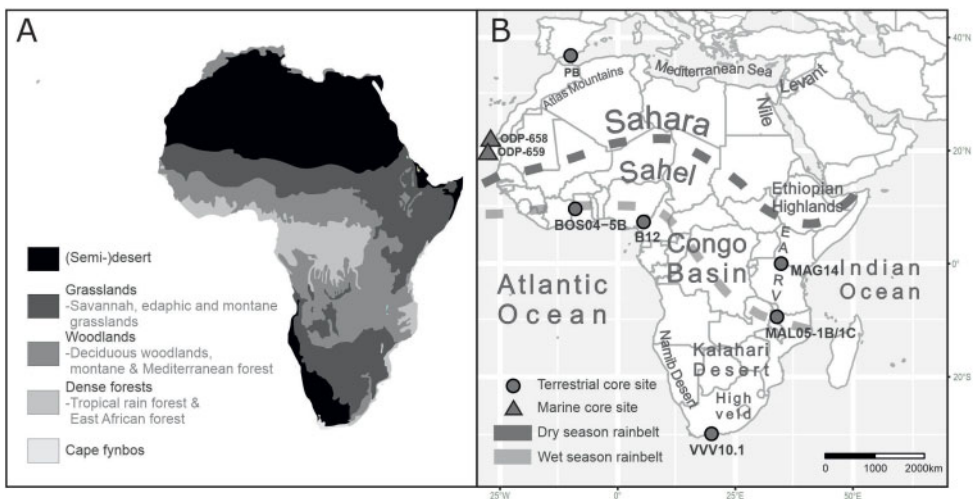 A
(Semi-)desert
Grasslands
-Savannah, edaphic and montane
grasslands
Woodlands
-Deciduous woodlands,
montane & Mediterranean forest
Dense forests
-Tropical rain forest &
East African forest
Cape fynbos
B
40°N
PB
Mediterranean Sea
Atlas Mountains
Levant
Nile
Sahara
ODP-658
ODP-659
20°N
Sahel
Ethiopian
Highlands
BOS04-5B
B12
EARV
Congo
Basin
MAG14
0°
Atlantic
Ocean
Indian
Ocean
MAL05-1B/1C
Namib Desert
Kalahari
Desert
20°S
High
veld
VVV10.1
Terrestrial core site
Marine core site
Dry season rainbelt
Wet season rainbelt
0 1000 2000km
25°W 0° 25°E 50°E